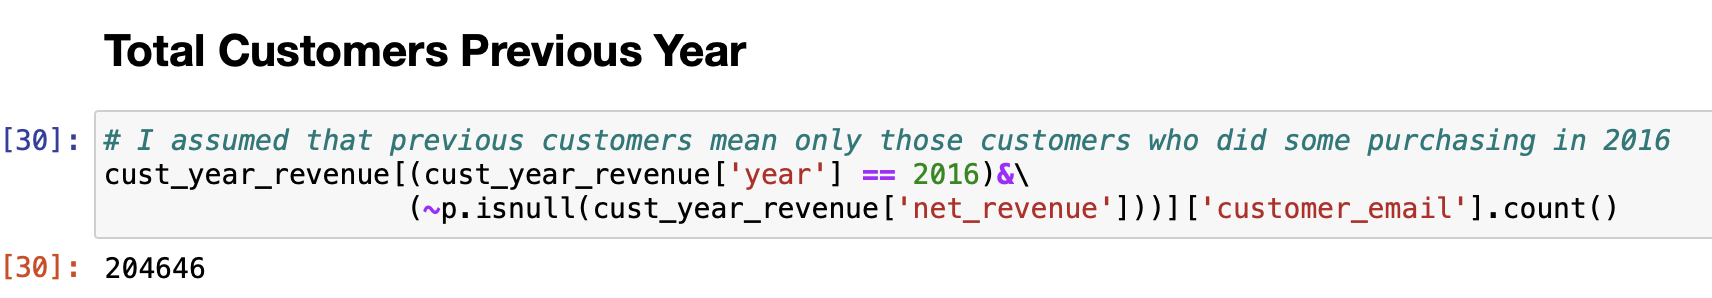 Total Customers Previous Year
[30]: # I assumed that previous customers mean only those customers who did some purchasing in 2016
cust_year_revenue[(cust_year_revenue['year'] == 2016)&\
(~p.isnull(cust_year_revenue['net_revenue']))]['customer_email'].count()
[30]: 204646